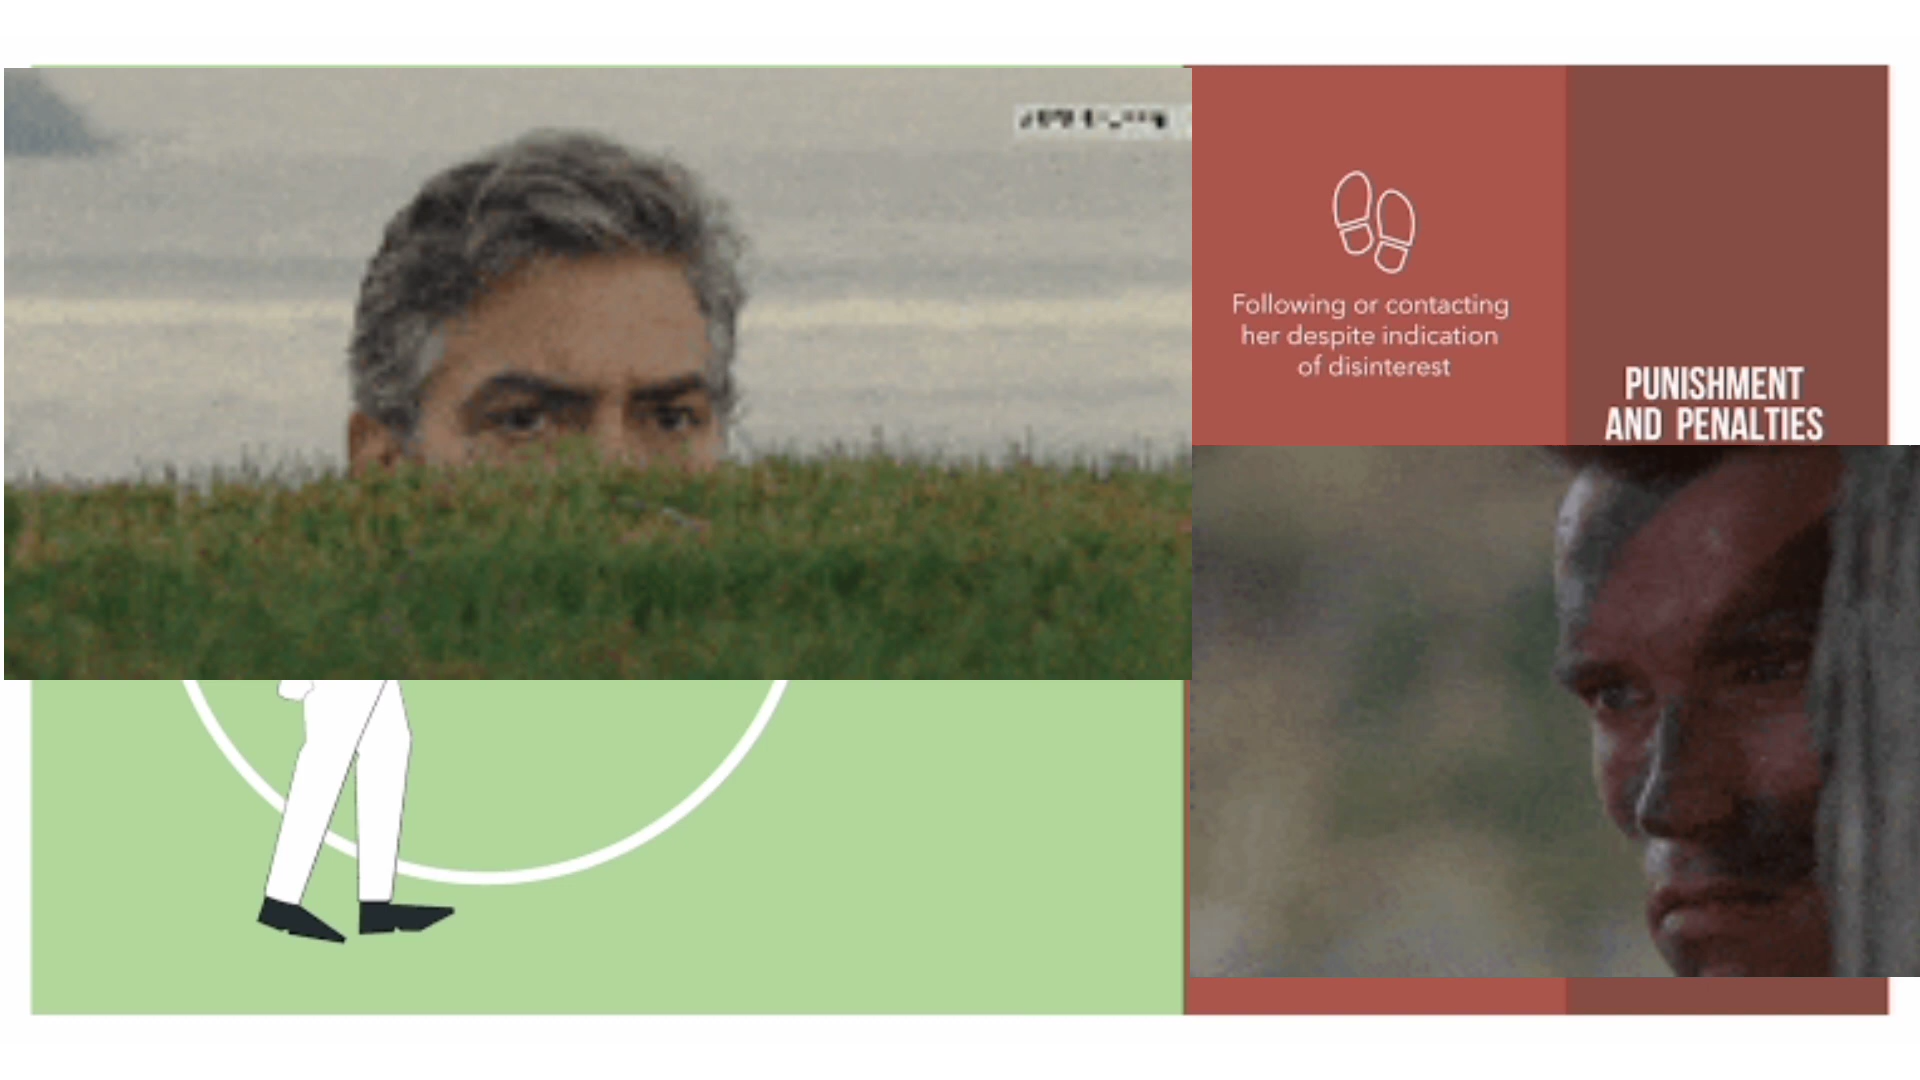 Following or contacting
her despite indication
of disinterest
PUNISHMENT
AND PENALTIES